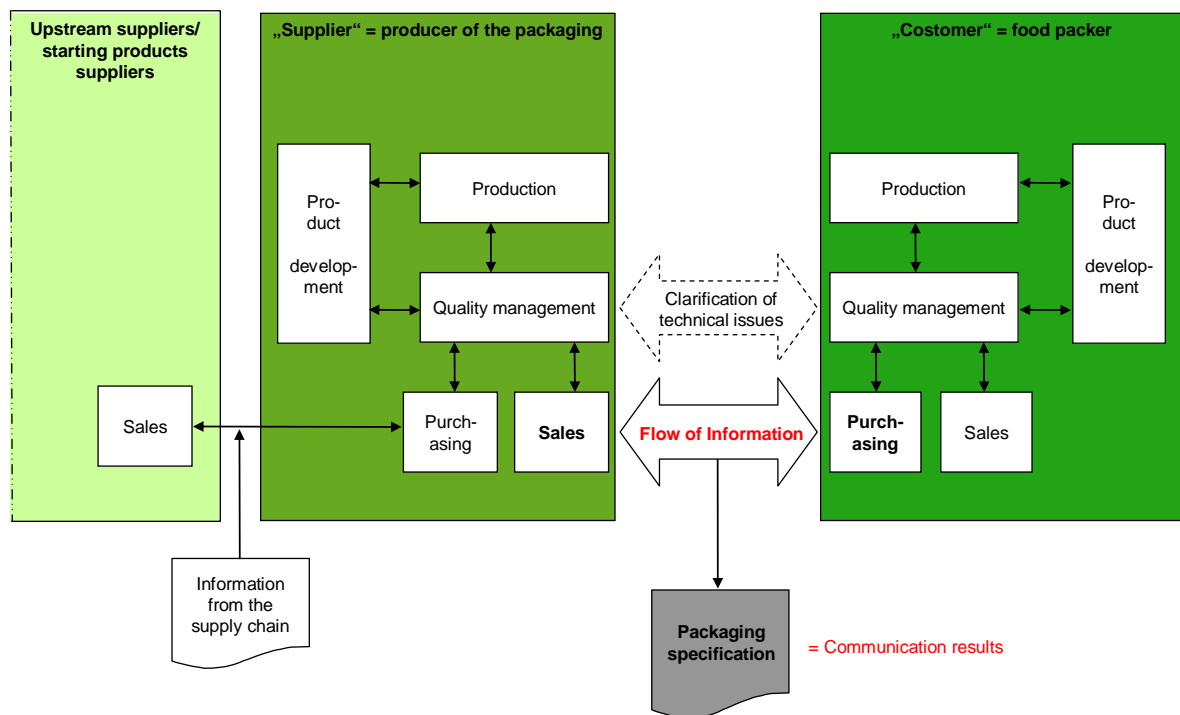 Upstream suppliers/
starting products
suppliers
„Supplier“ = producer of the packaging
„Costomer“ = food packer
Pro-
duct
develop-
ment
Production
Quality management
Purch-
asing
Sales
Sales
Clarification of
technical issues
Flow of Information
Production
Quality management
Pro-
duct
develop-
ment
Purch-
asing
Sales
Information
from the
supply chain
Packaging
specification
= Communication results